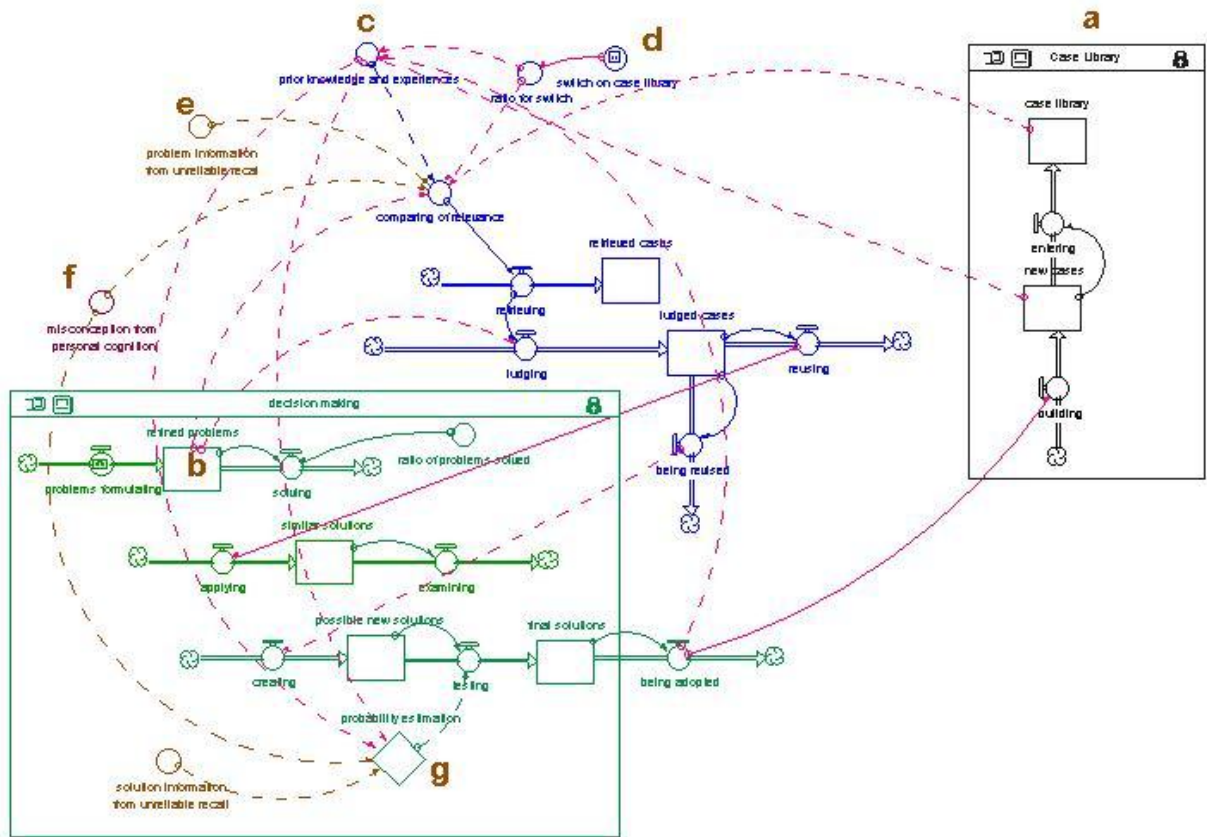 a
c
d
prior knowledge and experiences
switch on case library
ratio for switch
Case Library
case library
e
problem information
from unreliable recal
comparing of relevance
entering
new cases
retrieved cases
f
retrieving
misconception from
personal cognition
judging
judged cases
reusing
building
decision making
refined problems
b
ratio of problems solved
problems formulating
solving
being revised
similar solutions
applying
examining
possible new solutions
final solutions
creating
testing
being adopted
probability estimation
g
solution information
from unreliable recall